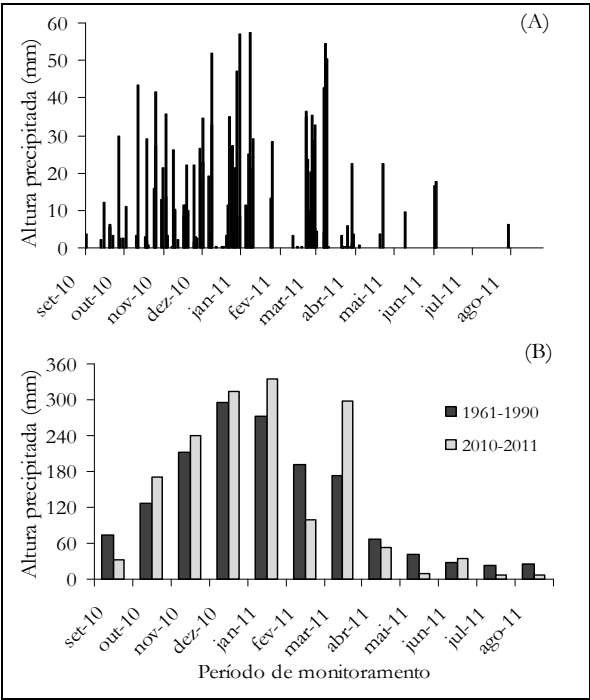 (A)
Altura precipitada (mm)
60
50
40
30
20
10
0
set-10 out-10 nov-10 dez-10 jan-11 fev-11 mar-11 abr-11 mai-11 jun-11 jul-11 ago-11
(B)
Altura precipitada (mm)
360
300
240
180
120
60
0
1961-1990
2010-2011
set-10 out-10 nov-10 dez-10 jan-11 fev-11 mar-11 abr-11 mai-11 jun-11 jul-11 ago-11
Período de monitoramento